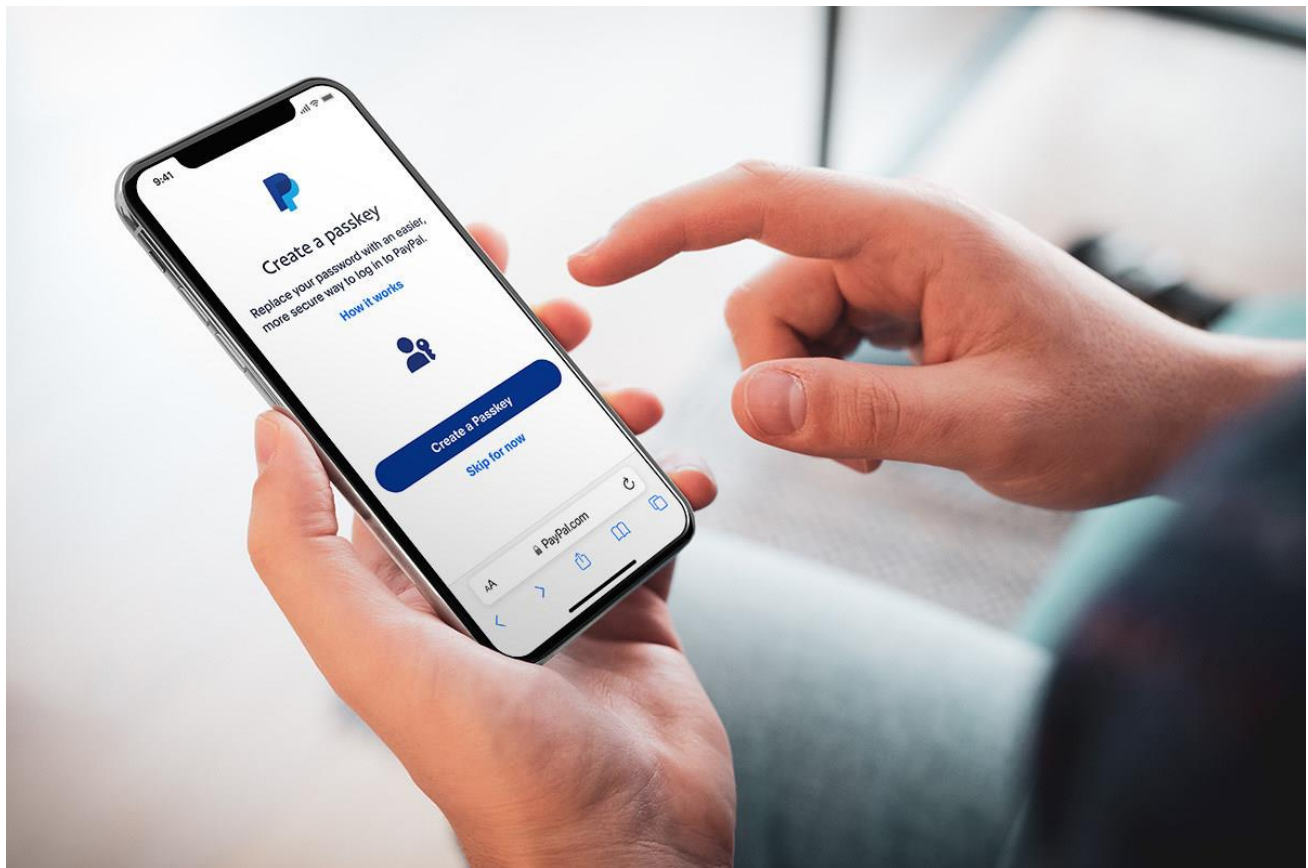 9:41
Create a passkey
Replace your password with an easier,
more secure way to log in to PayPal.
How it works
Create a Passkey
Skip for now
AA
PayPal.com